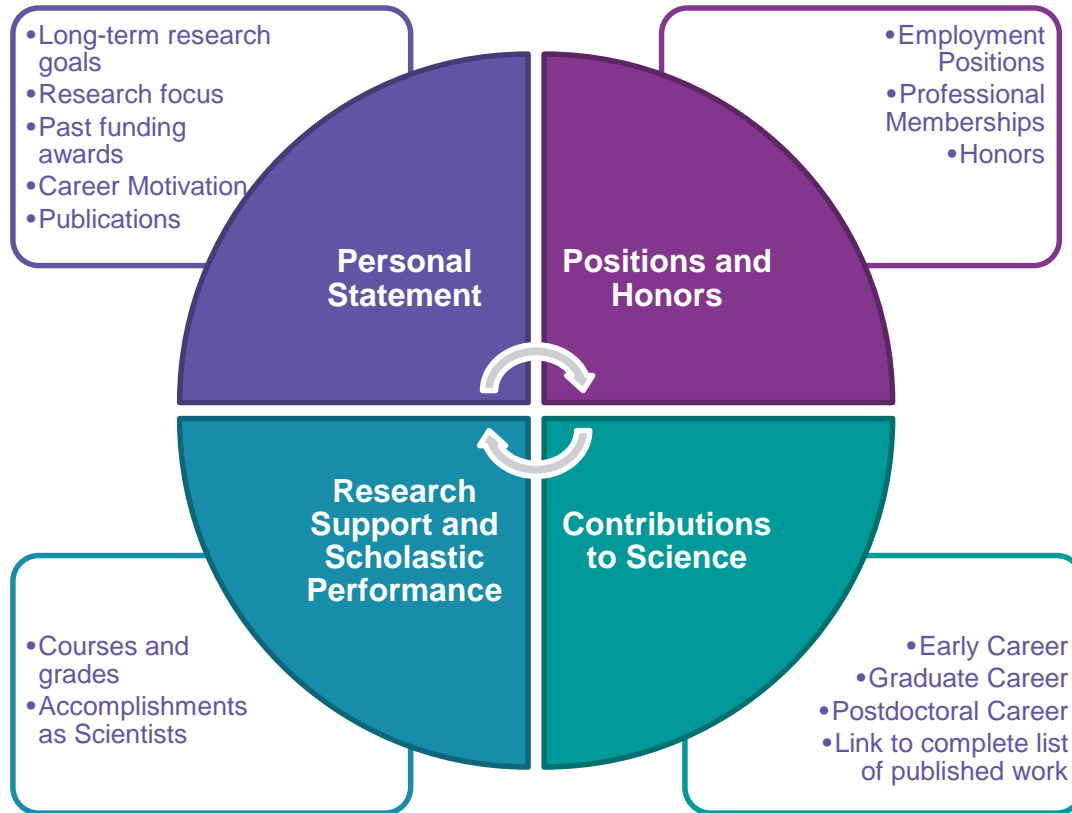 •Long-term research
goals
•Research focus
•Past funding
awards
•Career Motivation
•Publications
•Employment
Positions
•Professional
Memberships
•Honors
Personal
Statement
Positions and
Honors
Research
Support and
Scholastic
Performance
Contributions
to Science
•Courses and
grades
•Accomplishments
as Scientists
•Early Career
•Graduate Career
•Postdoctoral Career
•Link to complete list
of published work